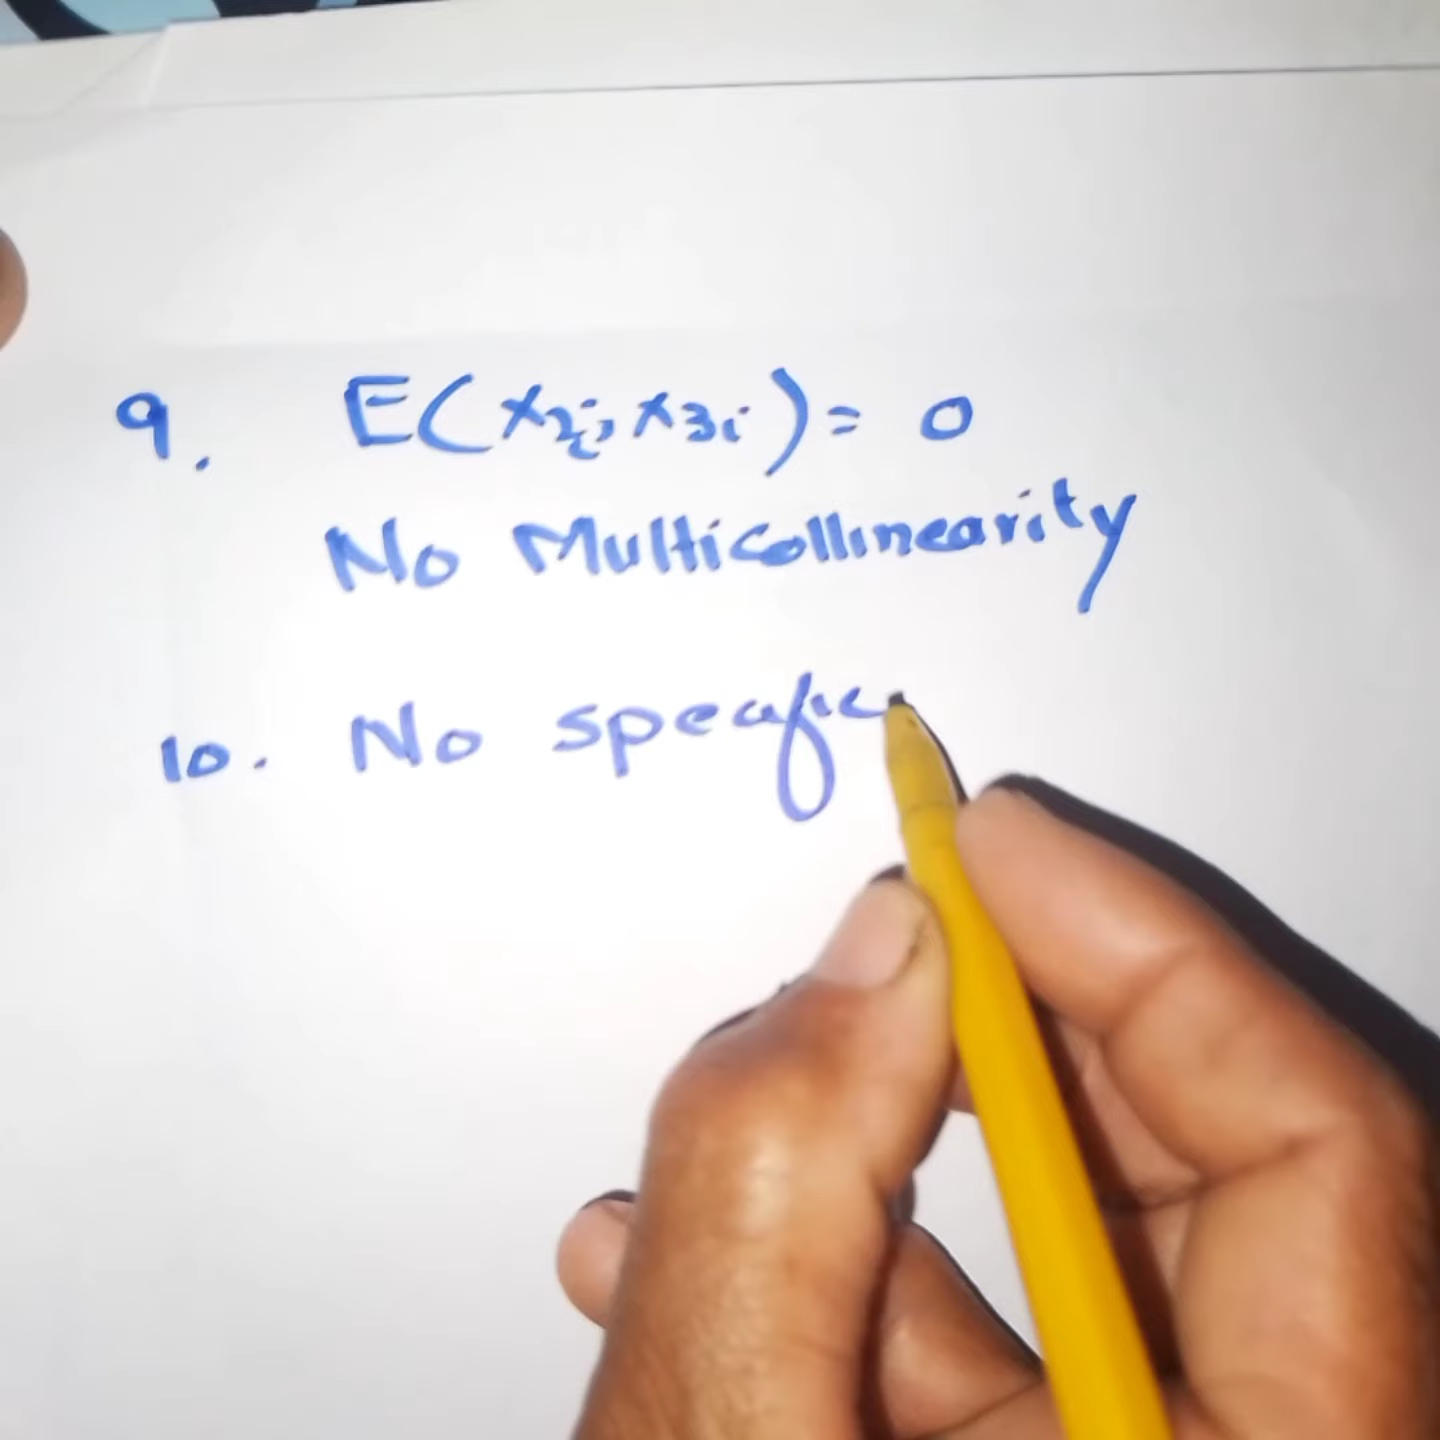 9. E(x2i, x3i) = 0
No Multicollinearity
10. No specific